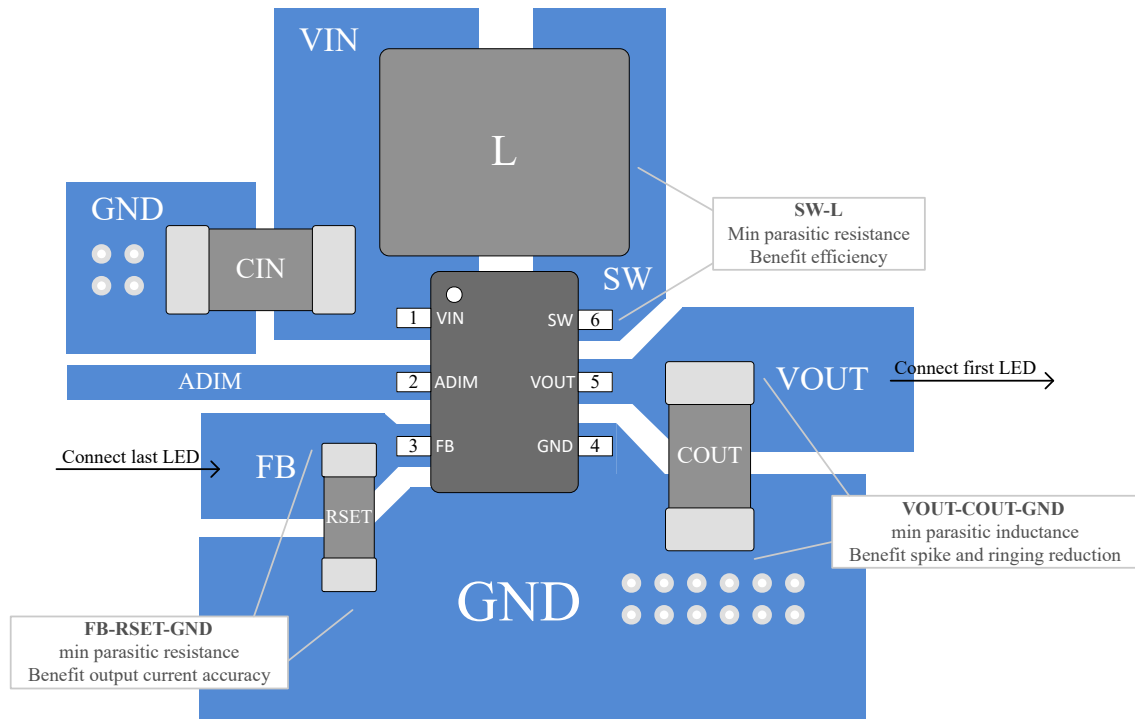 VIN
L
GND
CIN
SW-L
Min parasitic resistance
Benefit efficiency
SW
1 VIN
SW 6
ADIM
2 ADIM
VOUT 5
VOUT
Connect first LED
3 FB
GND 4
Connect last LED
FB
COUT
RSET
VOUT-COUT-GND
min parasitic inductance
Benefit spike and ringing reduction
GND
FB-RSET-GND
min parasitic resistance
Benefit output current accuracy